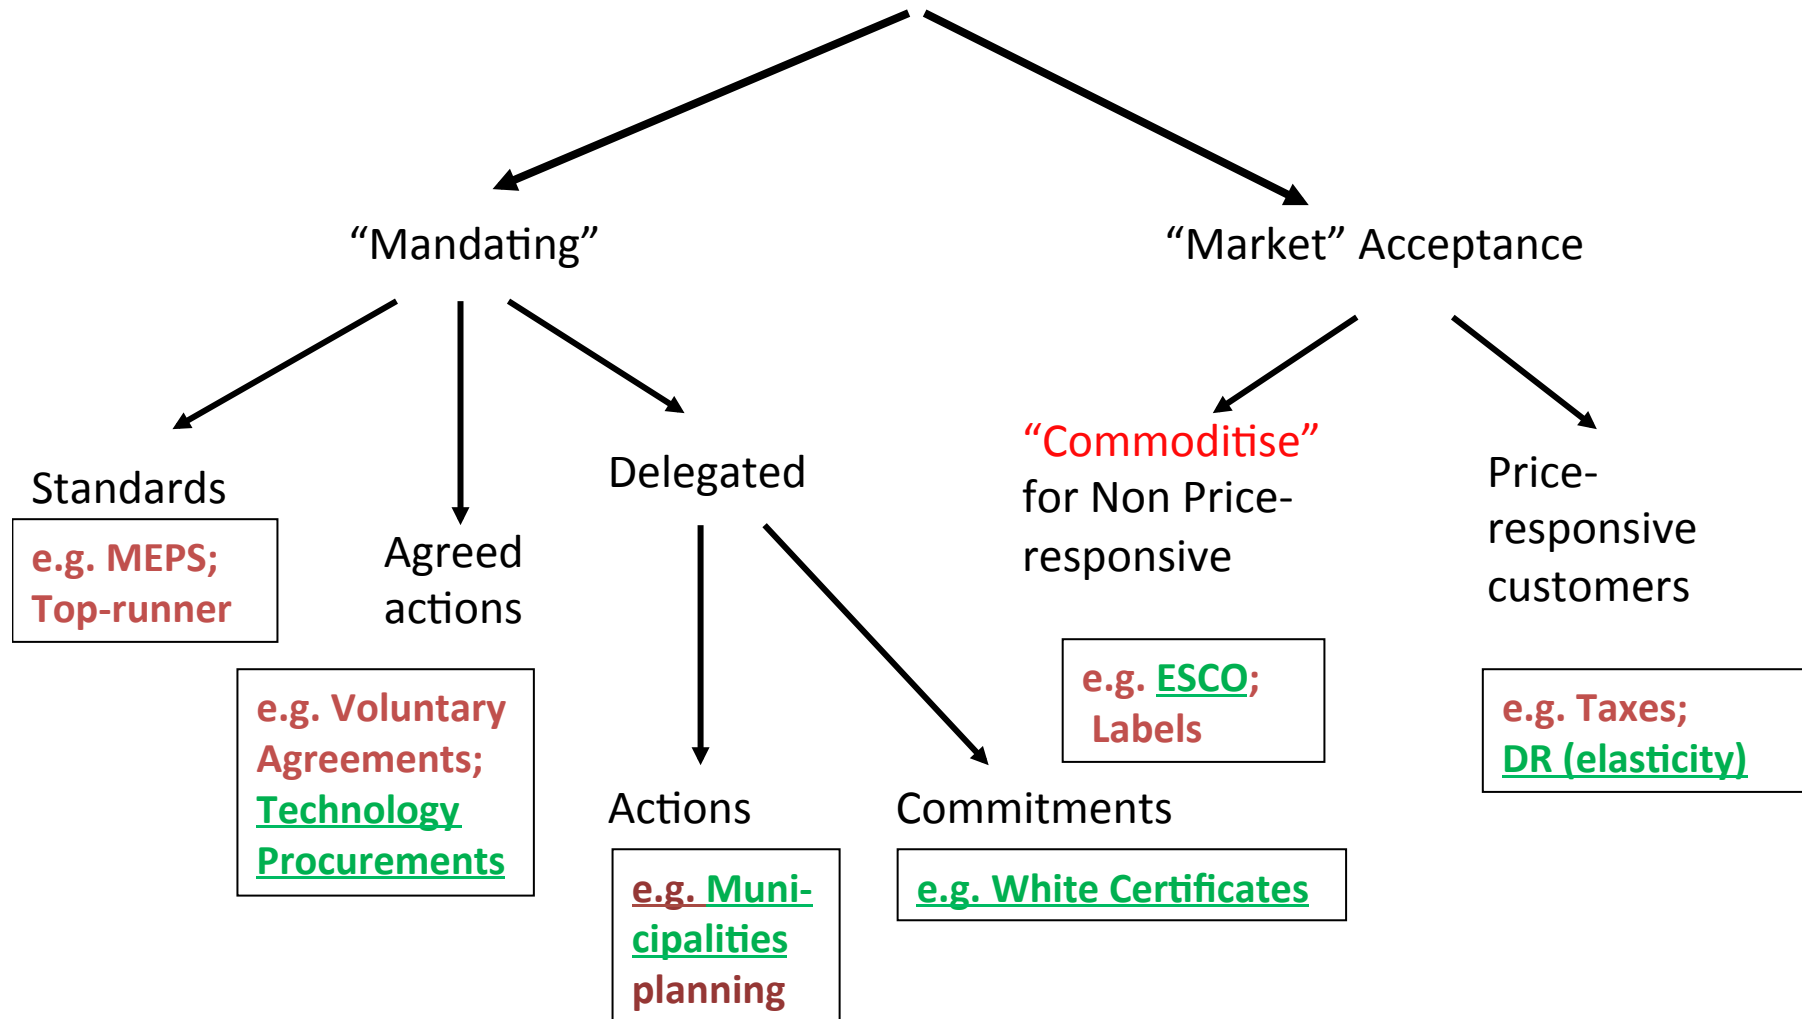 “Mandating”
“Market” Acceptance
Standards
e.g. MEPS;
Top-runner
Agreed
actions
e.g. Voluntary
Agreements;
Technology
Procurements
Delegated
Actions
e.g. Muni-
cipalities
planning
Commitments
e.g. White Certificates
“Commoditise”
for Non Price-
responsive
e.g. ESCO;
Labels
Price-
responsive
customers
e.g. Taxes;
DR (elasticity)